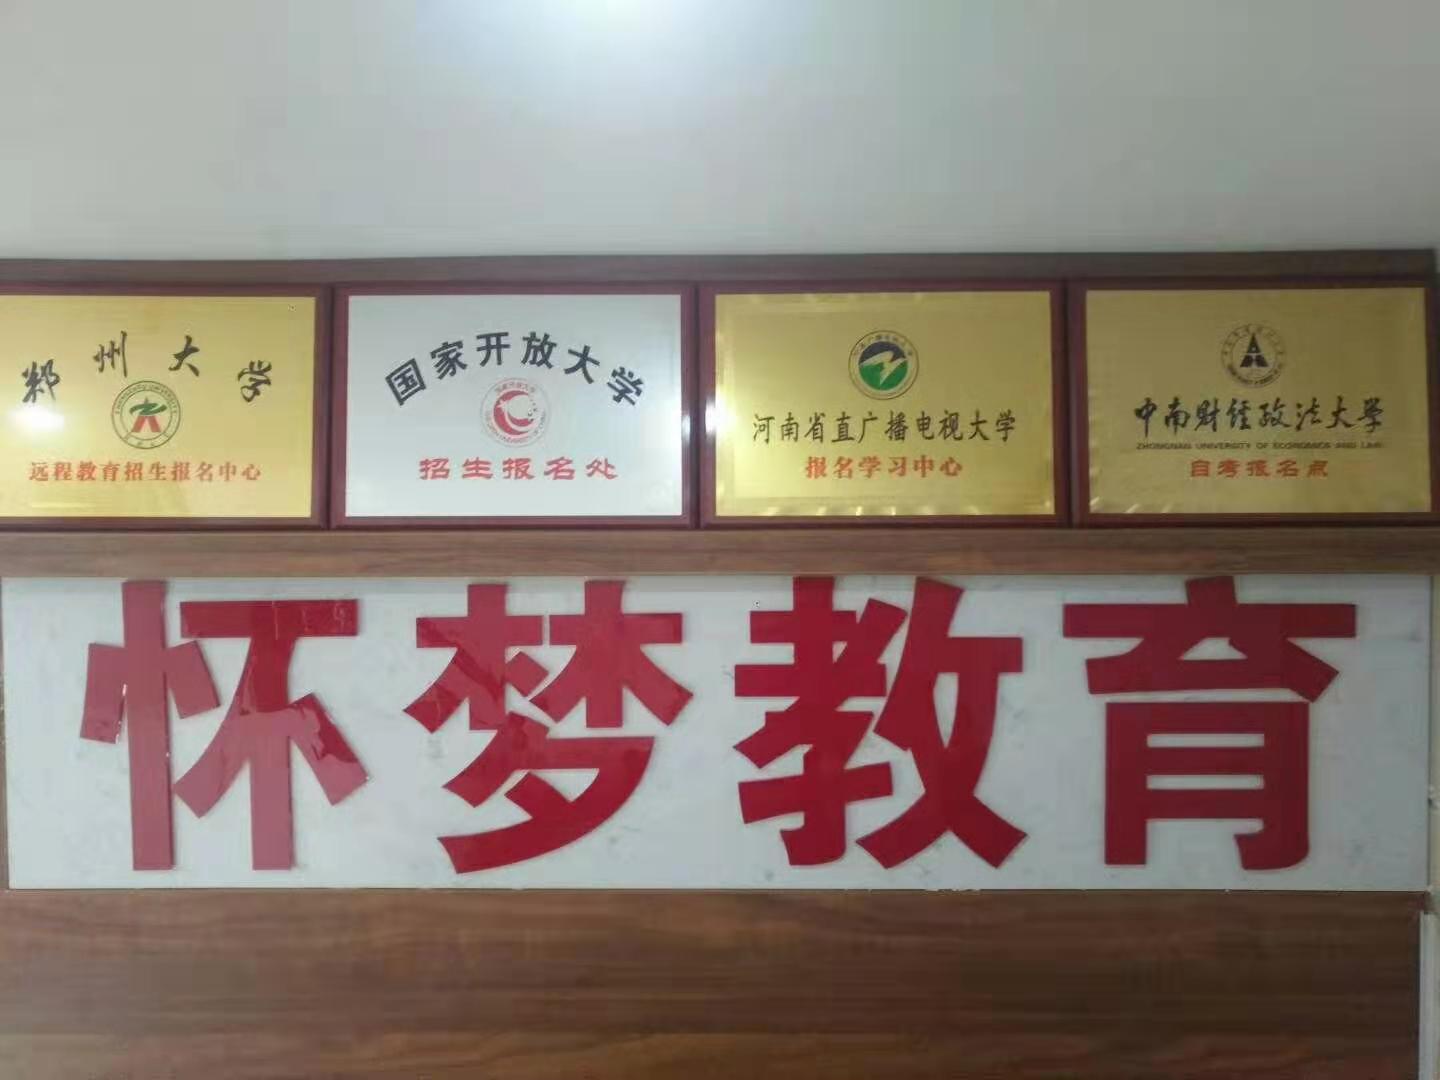 郑州大学
远程教育招生报名中心
国家开放大学
招生报名处
河南省直广播电视大学
报名学习中心
中南财经政法大学
ZHONGNAN UNIVERSITY OF ECONOMICS AND LAW
自考报名点
怀梦教育